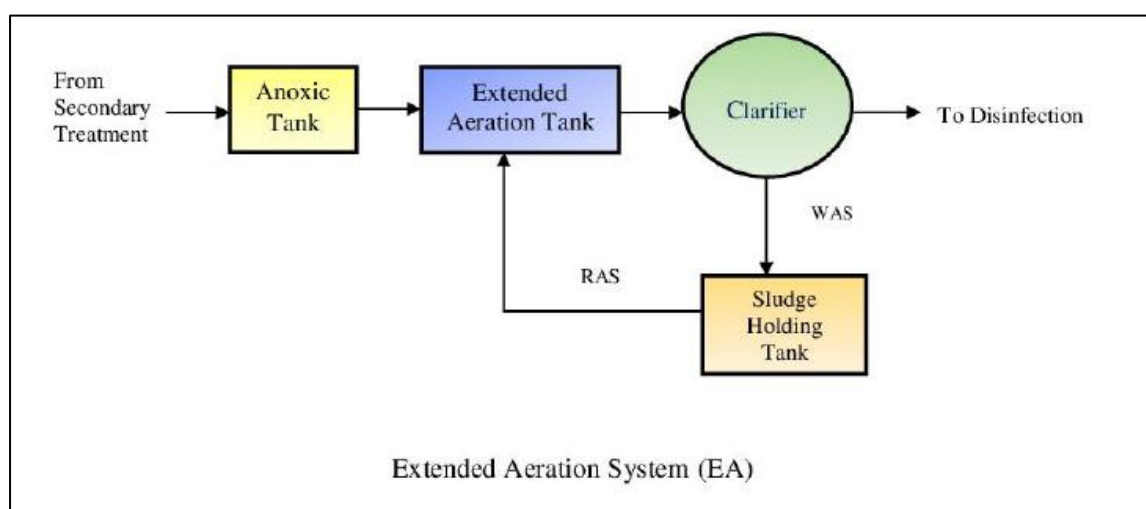 From
Secondary
Treatment
Anoxic
Tank
Extended
Aeration Tank
Clarifier
To Disinfection
WAS
RAS
Sludge
Holding
Tank
Extended Aeration System (EA)